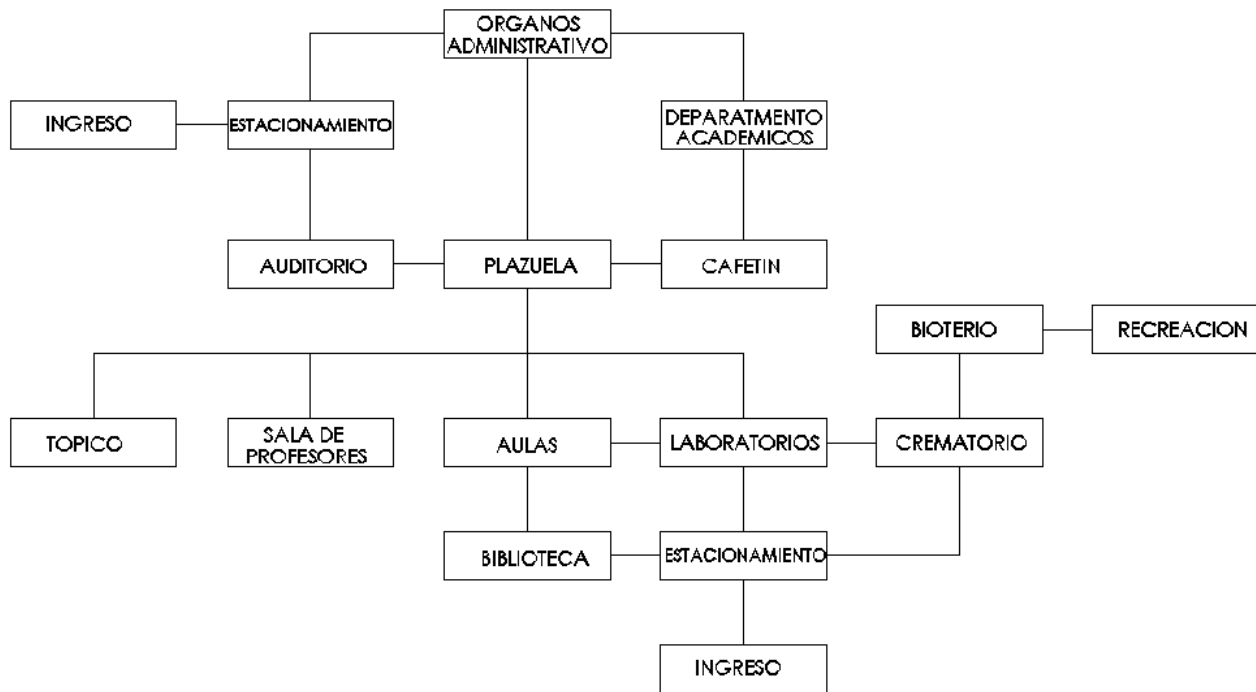 ORGANOS
ADMINISTRATIVO
INGRESO
ESTACIONAMIENTO
DEPARATMENTO
ACADEMICOS
AUDITORIO
PLAZUELA
CAFETIN
BIOTERIO
RECREACION
TOPICO
SALA DE
PROFESORES
AULAS
LABORATORIOS
CREMATORIO
BIBLIOTECA
ESTACIONAMIENTO
INGRESO